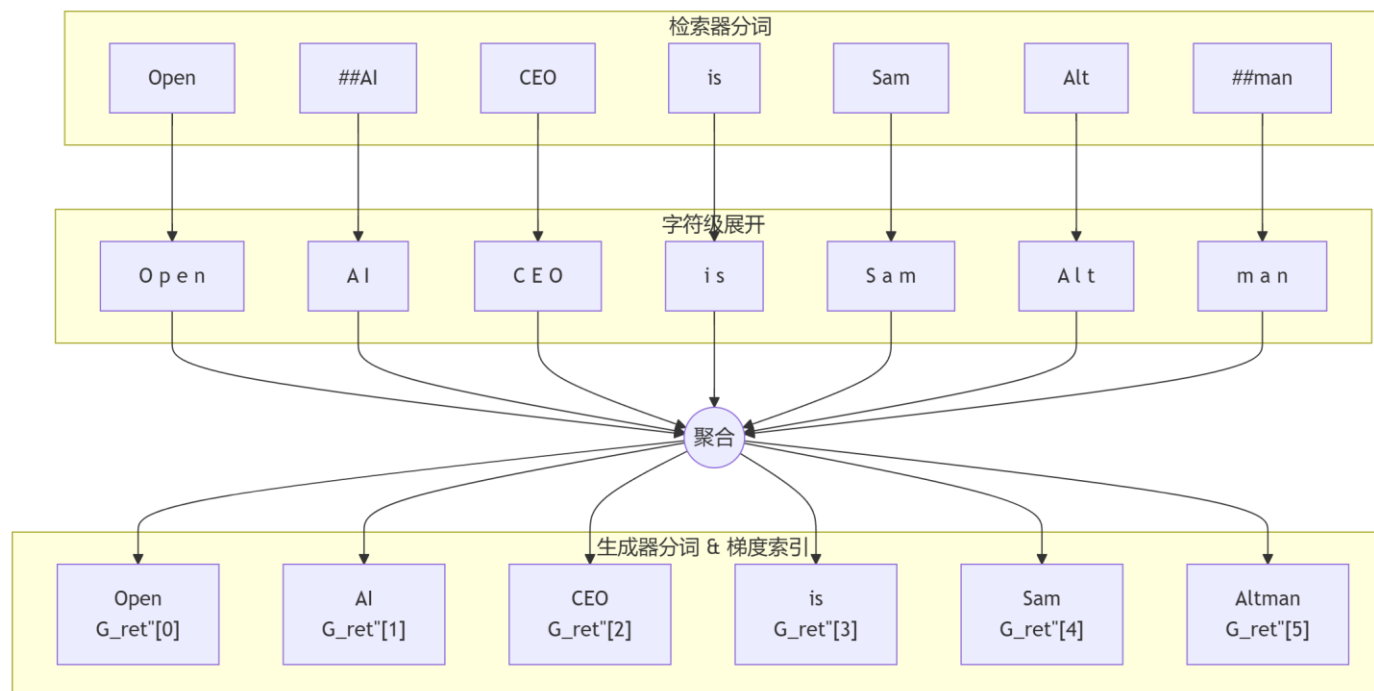 检索器分词
Open
##AI
CEO
is
Sam
Alt
##man
字符级展开
O p e n
A I
C E O
i s
S a m
A l t
m a n
聚合
生成器分词 & 梯度索引
Open
G_ret"[0]
AI
G_ret"[1]
CEO
G_ret"[2]
is
G_ret"[3]
Sam
G_ret"[4]
Altman
G_ret"[5]